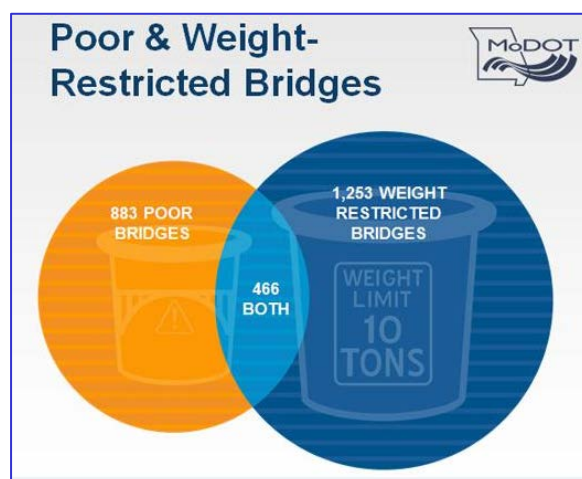 Poor & Weight-
Restricted Bridges
MoDOT
883 POOR
BRIDGES
1,253 WEIGHT
RESTRICTED
BRIDGES
466
BOTH
WEIGHT
LIMIT
10
TONS